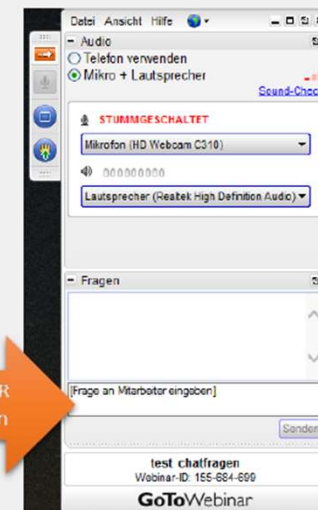 Datei Ansicht Hilfe
Audio
Telefon verwenden
Mikro + Lautsprecher
Sound-Chec
STUMMGESCHALTET
Mikrofon (HD Webcam C310)
Lautsprecher (Realtek High Definition Audio)
Fragen
[Frage an Mitarbeiter eingeben]
R
n
Senden
test chatfragen
Webinar-ID: 155-684-699
GoToWebinar